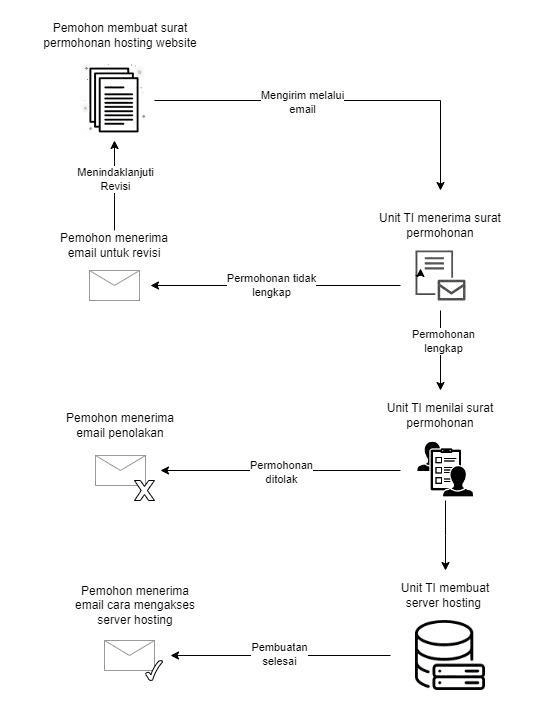 Pemohon membuat surat
permohonan hosting website
Mengirim melalui
email
Menindaklanjuti
Revisi
Unit TI menerima surat
permohonan
Pemohon menerima
email untuk revisi
Permohonan tidak
lengkap
Permohonan
lengkap
Unit TI menilai surat
permohonan
Pemohon menerima
email penolakan
Permohonan
ditolak
Unit TI membuat
server hosting
Pemohon menerima
email cara mengakses
server hosting
Pembuatan
selesai